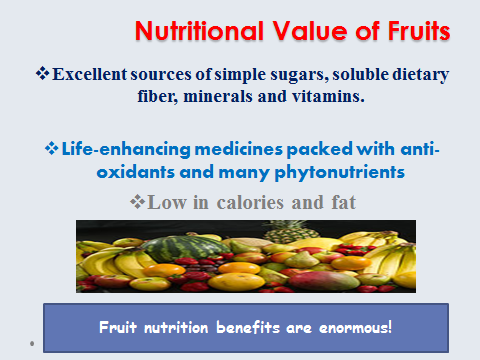 Nutritional Value of Fruits
❖Excellent sources of simple sugars, soluble dietary
fiber, minerals and vitamins.
❖Life-enhancing medicines packed with anti-
oxidants and many phytonutrients
❖Low in calories and fat
Fruit nutrition benefits are enormous!